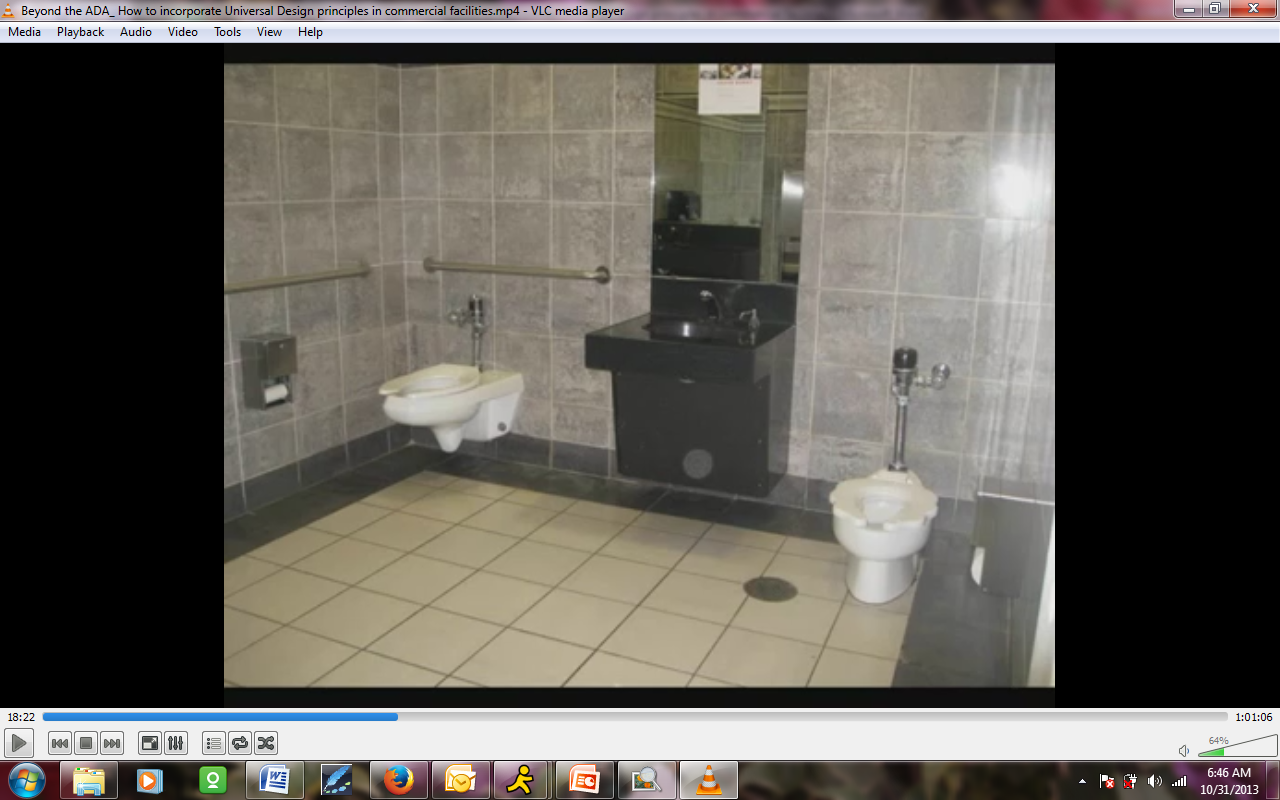 Beyond the ADA_ How to incorporate Universal Design principles in commercial facilities.mp4 - VLC media player
Media Playback Audio Video Tools View Help
18:22 1:01:06
64%
6:46 AM
10/31/2013